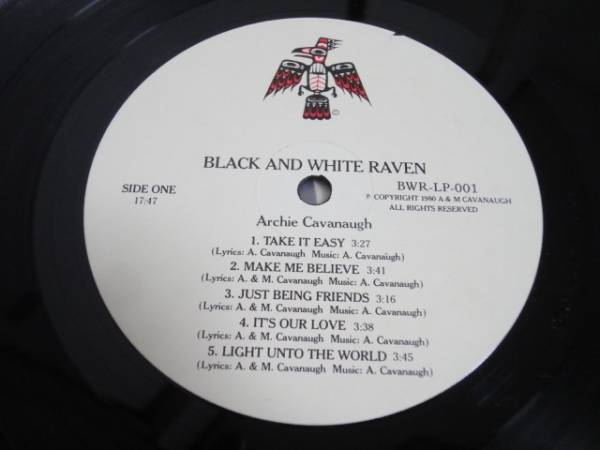 ©
BLACK AND WHITE RAVEN
SIDE ONE
17:47
BWR-LP-001
℗ COPYRIGHT 1980 A & M CAVANAUGH
ALL RIGHTS RESERVED
Archie Cavanaugh
1. TAKE IT EASY 3:27
(Lyrics: A. Cavanaugh Music: A. Cavanaugh)
2. MAKE ME BELIEVE 3:41
(Lyrics: A. & M. Cavanaugh Music: A. Cavanaugh)
3. JUST BEING FRIENDS 3:16
(Lyrics: A. & M. Cavanaugh Music: A. Cavanaugh)
4. IT'S OUR LOVE 3:38
(Lyrics: A. & M. Cavanaugh Music: A. Cavanaugh)
5. LIGHT UNTO THE WORLD 3:45
(Lyrics: A. & M. Cavanaugh Music: A. Cavanaugh)